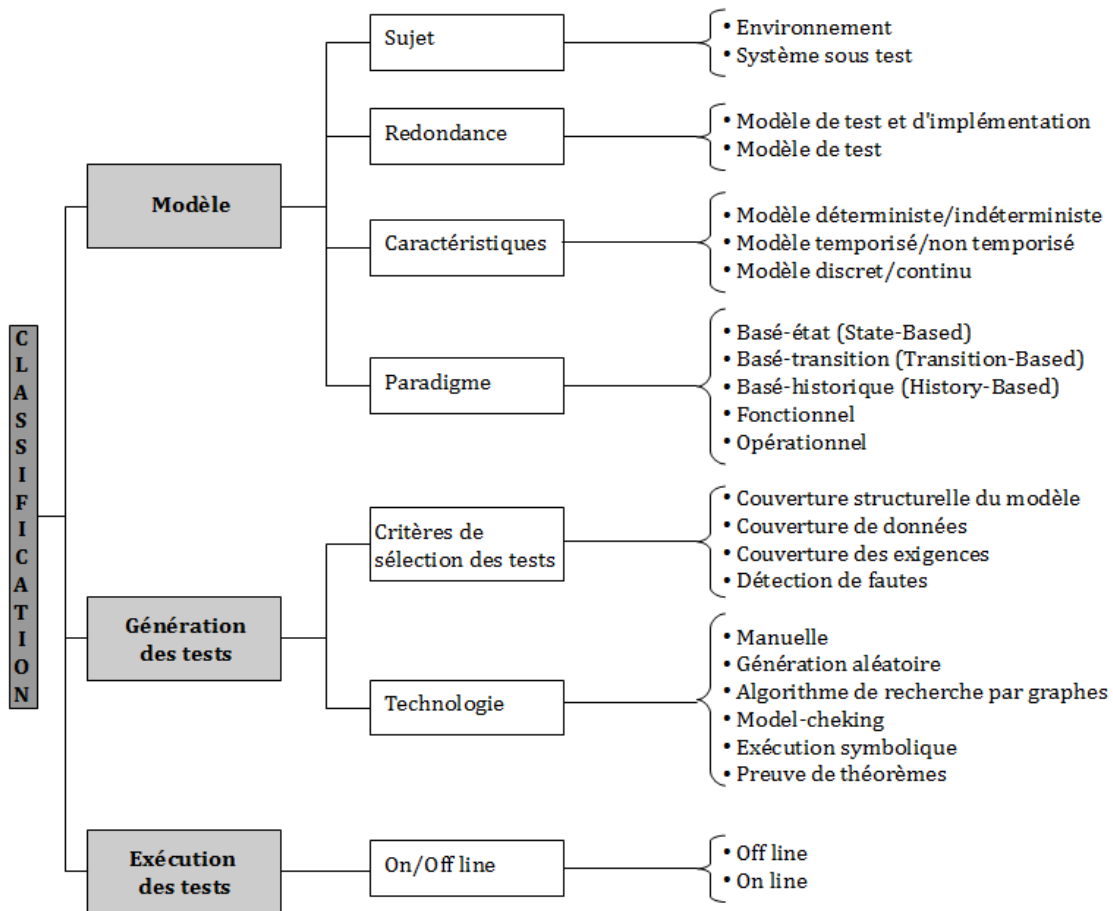 CLASSIFICATION
Modèle
Sujet
• Environnement
• Système sous test
Redondance
• Modèle de test et d'implémentation
• Modèle de test
Caractéristiques
• Modèle déterministe/indéterministe
• Modèle temporisé/non temporisé
• Modèle discret/continu
Paradigme
• Basé-état (State-Based)
• Basé-transition (Transition-Based)
• Basé-historique (History-Based)
• Fonctionnel
• Opérationnel
Génération
des tests
Critères de
sélection des tests
• Couverture structurelle du modèle
• Couverture de données
• Couverture des exigences
• Détection de fautes
Technologie
• Manuelle
• Génération aléatoire
• Algorithme de recherche par graphes
• Model-cheking
• Exécution symbolique
• Preuve de théorèmes
Exécution
des tests
On/Off line
• Off line
• On line